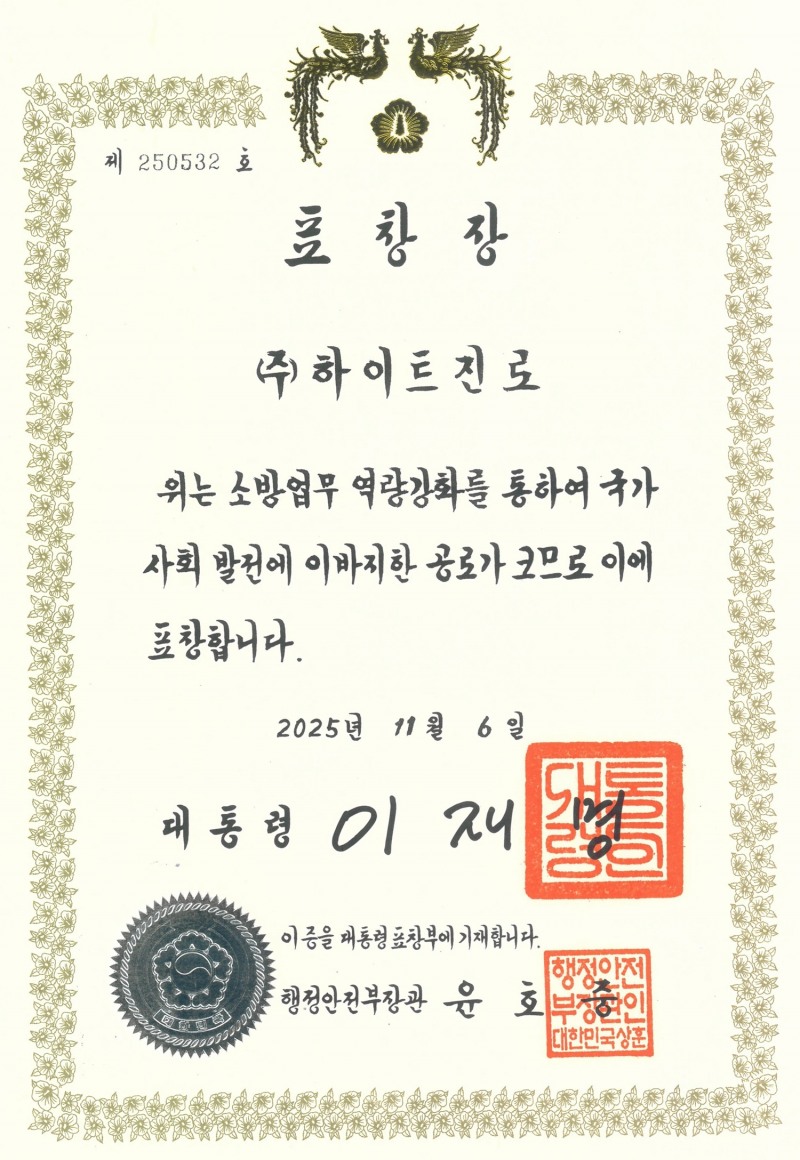 제 250532 호
표 창 장
(주)하이트진로
위는 소방업무 역량강화를 통하여 국가
사회 발전에 이바지한 공로가 크므로 이에
표창합니다.
2025년 11월 6일
대통령 이 재 명
이 증을 대통령표창부에 기재합니다.
행정안전부장관 윤 호 중
행정안전
부장관인
대한민국상훈